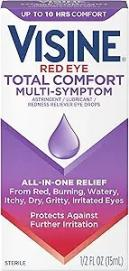 UP TO 10 HRS COMFORT
VISINE®
RED EYE
TOTAL COMFORT
MULTI-SYMPTOM
ASTRINGENT / LUBRICANT /
REDNESS RELIEVER EYE DROPS
ALL-IN-ONE RELIEF
From Red, Burning, Watery,
Itchy, Dry, Gritty, Irritated Eyes
Protects Against
Further Irritation
STERILE
1/2 FL OZ (15mL)